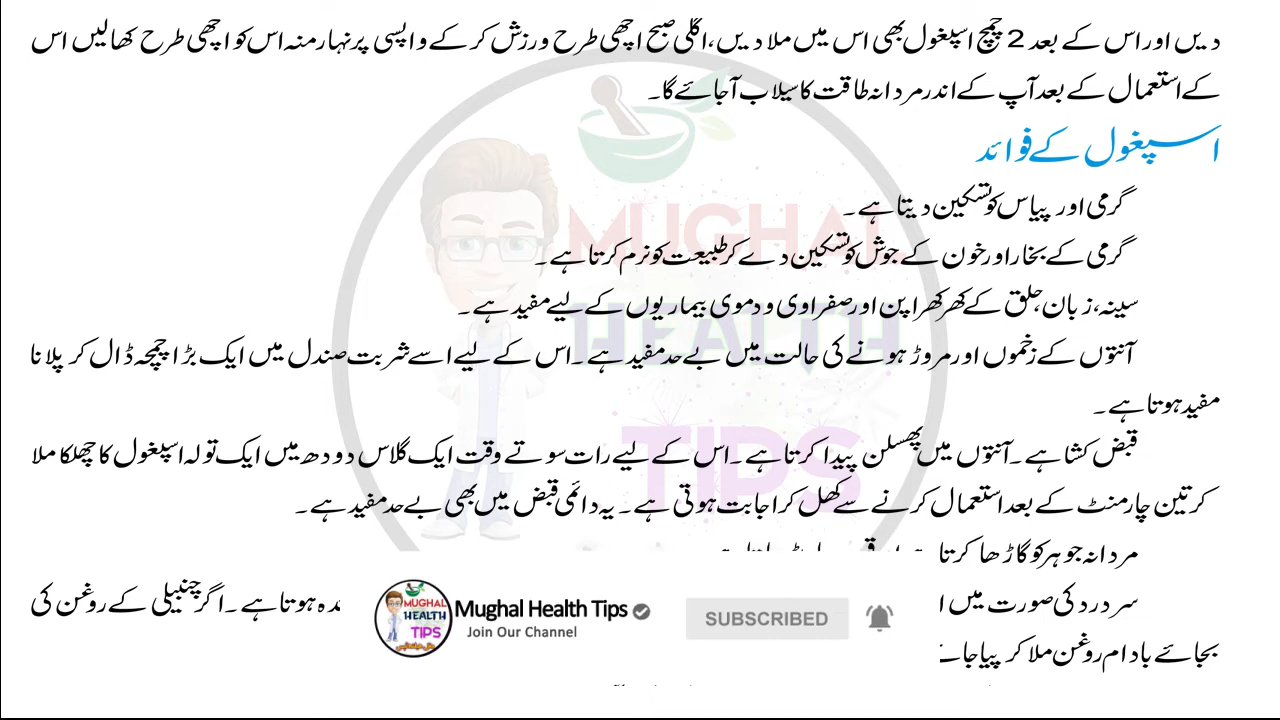 دیں اور اس کے بعد 2 چمچ اسپغول بھی اس میں ملا دیں، اگلی صبح اچھی طرح ورزش کر کے واپسی پر نہار منہ اس کو اچھی طرح کھا لیں اس
کے استعمال کے بعد آپ کے اندر مردانہ طاقت کا سیلاب آجائے گا۔
اسپغول کے فوائد
گرمی اور پیاس کو تسکین دیتا ہے۔
گرمی کے بخار اور خون کے جوش کو تسکین دے کر طبیعت کو نرم کرتا ہے۔
سینہ، زبان، حلق کے کھرکھراپن اور صفراوی و دموی بیماریوں کے لیے مفید ہے۔
آنتوں کے زخموں اور مروڑ ہونے کی حالت میں بے حد مفید ہے۔ اس کے لیے اسے شربت صندل میں ایک بڑا چمچہ ڈال کر پلانا
مفید ہوتا ہے۔
قبض کشا ہے۔ آنتوں میں پھسلن پیدا کرتا ہے۔ اس کے لیے رات سوتے وقت ایک گلاس دودھ میں ایک تولہ اسپغول کا چھلکا ملا
کر تین چار منٹ کے بعد استعمال کرنے سے کھل کر اجابت ہوتی ہے۔ یہ دائمی قبض میں بھی بے حد مفید ہے۔
مردانہ جوہر کو گاڑھا کرتا
سر درد کی صورت میں ہوتا ہے۔ اگر چنبیلی کے روغن کی
بجائے بادام روغن ملا کر پیا جائے
MUGHAL
HEALTH
TIPS
MUGHAL
HEALTH
TIPS
Mughal Health Tips
Join Our Channel
SUBSCRIBED